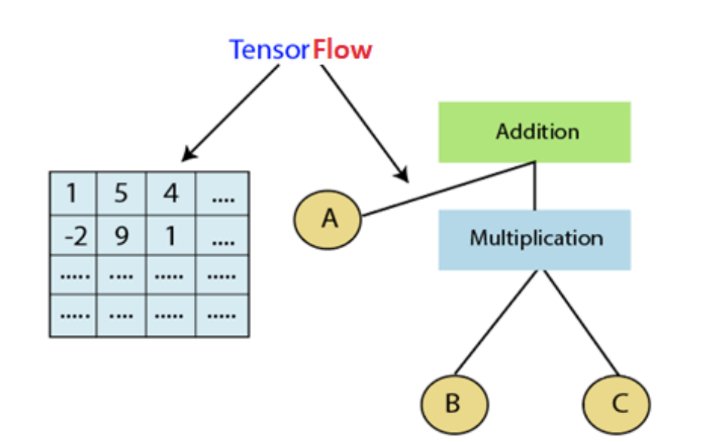 TensorFlow
Addition
1 5 4 ....
A
-2 9 1 ....
Multiplication
..... .... ..... .....
..... .... ..... .....
B C